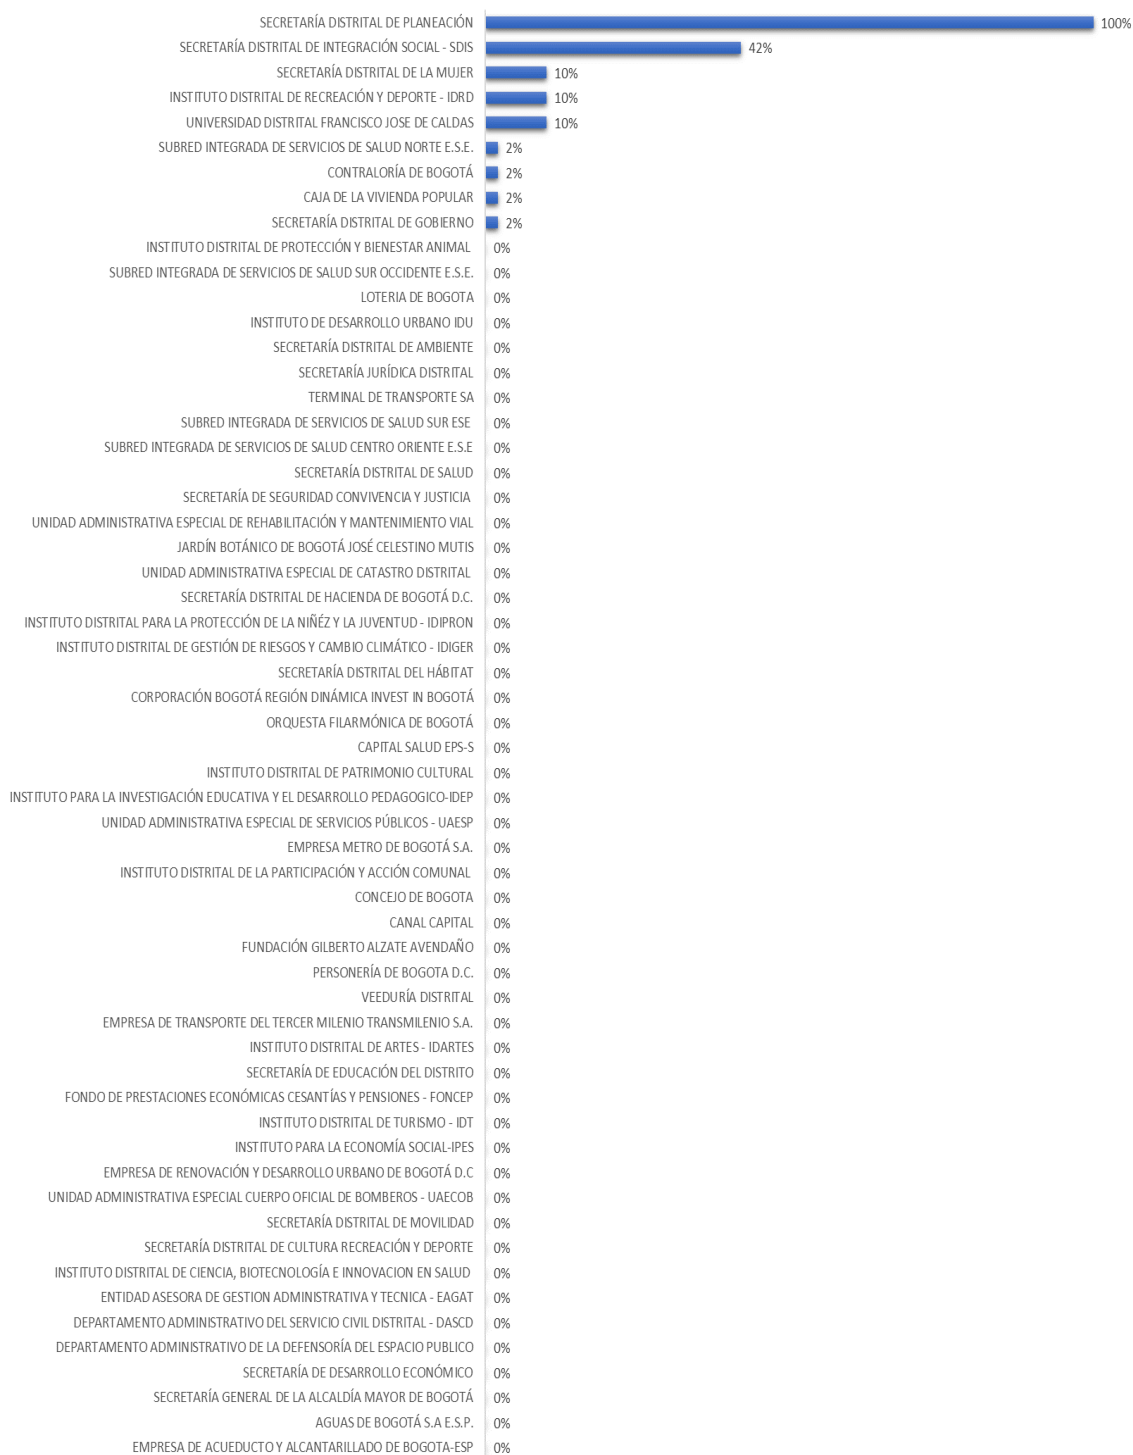 SECRETARÍA DISTRITAL DE PLANEACIÓN 100%
SECRETARÍA DISTRITAL DE INTEGRACIÓN SOCIAL - SDIS 42%
SECRETARÍA DISTRITAL DE LA MUJER 10%
INSTITUTO DISTRITAL DE RECREACIÓN Y DEPORTE - IDRD 10%
UNIVERSIDAD DISTRITAL FRANCISCO JOSE DE CALDAS 10%
SUBRED INTEGRADA DE SERVICIOS DE SALUD NORTE E.S.E. 2%
CONTRALORÍA DE BOGOTÁ 2%
CAJA DE LA VIVIENDA POPULAR 2%
SECRETARÍA DISTRITAL DE GOBIERNO 2%
INSTITUTO DISTRITAL DE PROTECCIÓN Y BIENESTAR ANIMAL 0%
SUBRED INTEGRADA DE SERVICIOS DE SALUD SUR OCCIDENTE E.S.E. 0%
LOTERIA DE BOGOTA 0%
INSTITUTO DE DESARROLLO URBANO IDU 0%
SECRETARÍA DISTRITAL DE AMBIENTE 0%
SECRETARÍA JURÍDICA DISTRITAL 0%
TERMINAL DE TRANSPORTE SA 0%
SUBRED INTEGRADA DE SERVICIOS DE SALUD SUR ESE 0%
SUBRED INTEGRADA DE SERVICIOS DE SALUD CENTRO ORIENTE E.S.E 0%
SECRETARÍA DISTRITAL DE SALUD 0%
SECRETARÍA DE SEGURIDAD CONVIVENCIA Y JUSTICIA 0%
UNIDAD ADMINISTRATIVA ESPECIAL DE REHABILITACIÓN Y MANTENIMIENTO VIAL 0%
JARDÍN BOTÁNICO DE BOGOTÁ JOSÉ CELESTINO MUTIS 0%
UNIDAD ADMINISTRATIVA ESPECIAL DE CATASTRO DISTRITAL 0%
SECRETARÍA DISTRITAL DE HACIENDA DE BOGOTÁ D.C. 0%
INSTITUTO DISTRITAL PARA LA PROTECCIÓN DE LA NIÑÉZ Y LA JUVENTUD - IDIPRON 0%
INSTITUTO DISTRITAL DE GESTIÓN DE RIESGOS Y CAMBIO CLIMÁTICO - IDIGER 0%
SECRETARÍA DISTRITAL DEL HÁBITAT 0%
CORPORACIÓN BOGOTÁ REGIÓN DINÁMICA INVEST IN BOGOTÁ 0%
ORQUESTA FILARMÓNICA DE BOGOTÁ 0%
CAPITAL SALUD EPS-S 0%
INSTITUTO DISTRITAL DE PATRIMONIO CULTURAL 0%
INSTITUTO PARA LA INVESTIGACIÓN EDUCATIVA Y EL DESARROLLO PEDAGOGICO-IDEP 0%
UNIDAD ADMINISTRATIVA ESPECIAL DE SERVICIOS PÚBLICOS - UAESP 0%
EMPRESA METRO DE BOGOTÁ S.A. 0%
INSTITUTO DISTRITAL DE LA PARTICIPACIÓN Y ACCIÓN COMUNAL 0%
CONCEJO DE BOGOTA 0%
CANAL CAPITAL 0%
FUNDACIÓN GILBERTO ALZATE AVENDAÑO 0%
PERSONERÍA DE BOGOTA D.C. 0%
VEEDURÍA DISTRITAL 0%
EMPRESA DE TRANSPORTE DEL TERCER MILENIO TRANSMILENIO S.A. 0%
INSTITUTO DISTRITAL DE ARTES - IDARTES 0%
SECRETARÍA DE EDUCACIÓN DEL DISTRITO 0%
FONDO DE PRESTACIONES ECONÓMICAS CESANTÍAS Y PENSIONES - FONCEP 0%
INSTITUTO DISTRITAL DE TURISMO - IDT 0%
INSTITUTO PARA LA ECONOMÍA SOCIAL-IPES 0%
EMPRESA DE RENOVACIÓN Y DESARROLLO URBANO DE BOGOTÁ D.C 0%
UNIDAD ADMINISTRATIVA ESPECIAL CUERPO OFICIAL DE BOMBEROS - UAECOB 0%
SECRETARÍA DISTRITAL DE MOVILIDAD 0%
SECRETARÍA DISTRITAL DE CULTURA RECREACIÓN Y DEPORTE 0%
INSTITUTO DISTRITAL DE CIENCIA, BIOTECNOLOGÍA E INNOVACION EN SALUD 0%
ENTIDAD ASESORA DE GESTION ADMINISTRATIVA Y TECNICA - EAGAT 0%
DEPARTAMENTO ADMINISTRATIVO DEL SERVICIO CIVIL DISTRITAL - DASCD 0%
DEPARTAMENTO ADMINISTRATIVO DE LA DEFENSORÍA DEL ESPACIO PUBLICO 0%
SECRETARÍA DE DESARROLLO ECONÓMICO 0%
SECRETARÍA GENERAL DE LA ALCALDÍA MAYOR DE BOGOTÁ 0%
AGUAS DE BOGOTÁ S.A E.S.P. 0%
EMPRESA DE ACUEDUCTO Y ALCANTARILLADO DE BOGOTA-ESP 0%